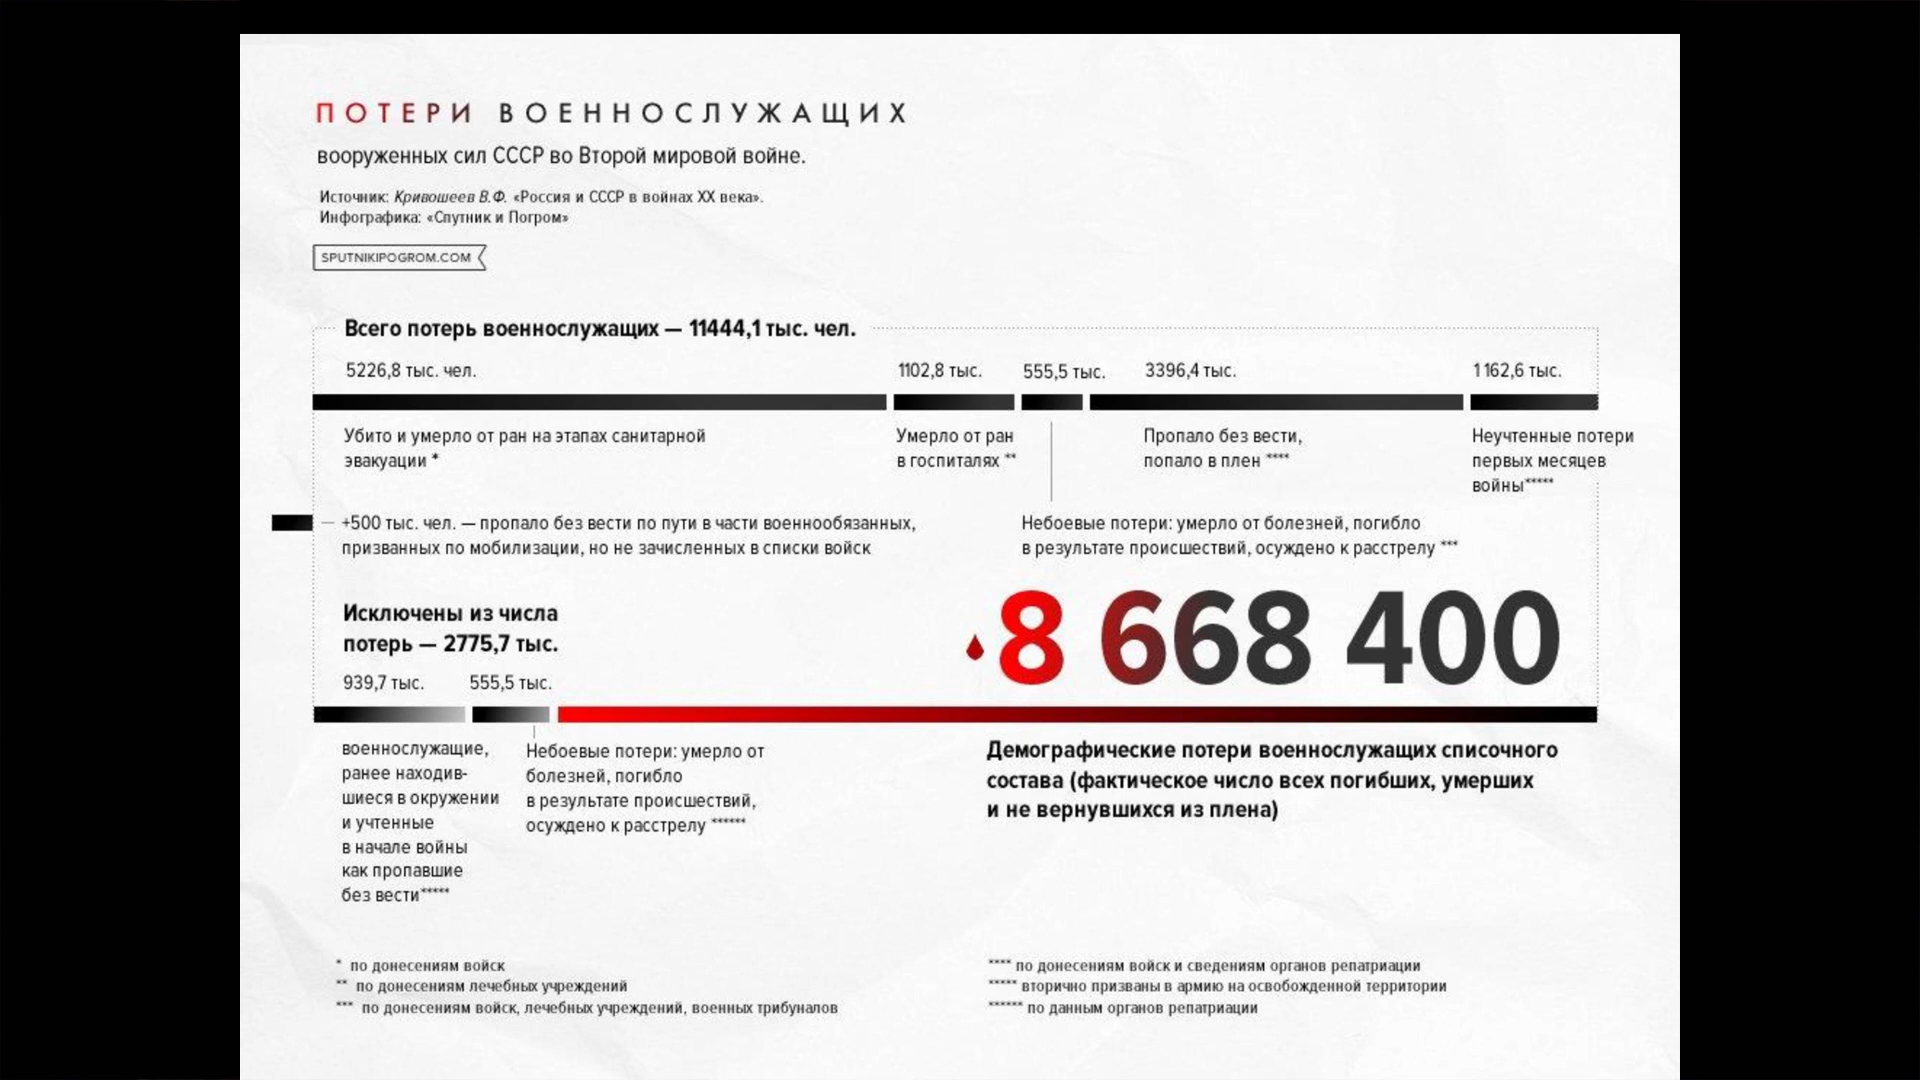 ПОТЕРИ ВОЕННОСЛУЖАЩИХ
вооруженных сил СССР во Второй мировой войне.
Источник: Кривошеев В.Ф. «Россия и СССР в войнах XX века».
Инфографика: «Спутник и Погром»
SPUTNIKIPOGROM.COM
Всего потерь военнослужащих — 11444,1 тыс. чел.
5226,8 тыс. чел.
1102,8 тыс.
555,5 тыс.
3396,4 тыс.
1 162,6 тыс.
Убито и умерло от ран на этапах санитарной
эвакуации *
Умерло от ран
в госпиталях **
Пропало без вести,
попало в плен ****
Неучтенные потери
первых месяцев
войны*****
+500 тыс. чел. — пропало без вести по пути в части военнообязанных,
призванных по мобилизации, но не зачисленных в списки войск
Небоевые потери: умерло от болезней, погибло
в результате происшествий, осуждено к расстрелу ***
Исключены из числа
потерь — 2775,7 тыс.
8 668 400
939,7 тыс.
555,5 тыс.
военнослужащие,
ранее находив-
шиеся в окружении
и учтенные
в начале войны
как пропавшие
без вести*****
Небоевые потери: умерло от
болезней, погибло
в результате происшествий,
осуждено к расстрелу ******
Демографические потери военнослужащих списочного
состава (фактическое число всех погибших, умерших
и не вернувшихся из плена)
* по донесениям войск
** по донесениям лечебных учреждений
*** по донесениям войск, лечебных учреждений, военных трибуналов
**** по донесениям войск и сведениям органов репатриации
***** вторично призваны в армию на освобожденной территории
****** по данным органов репатриации